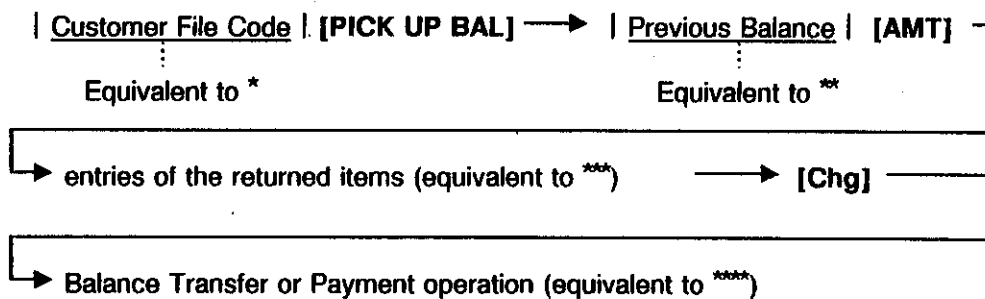 | Customer File Code | [PICK UP BAL] → | Previous Balance | [AMT]
Equivalent to * Equivalent to **
entries of the returned items (equivalent to ***) → [Chg]
Balance Transfer or Payment operation (equivalent to ****)